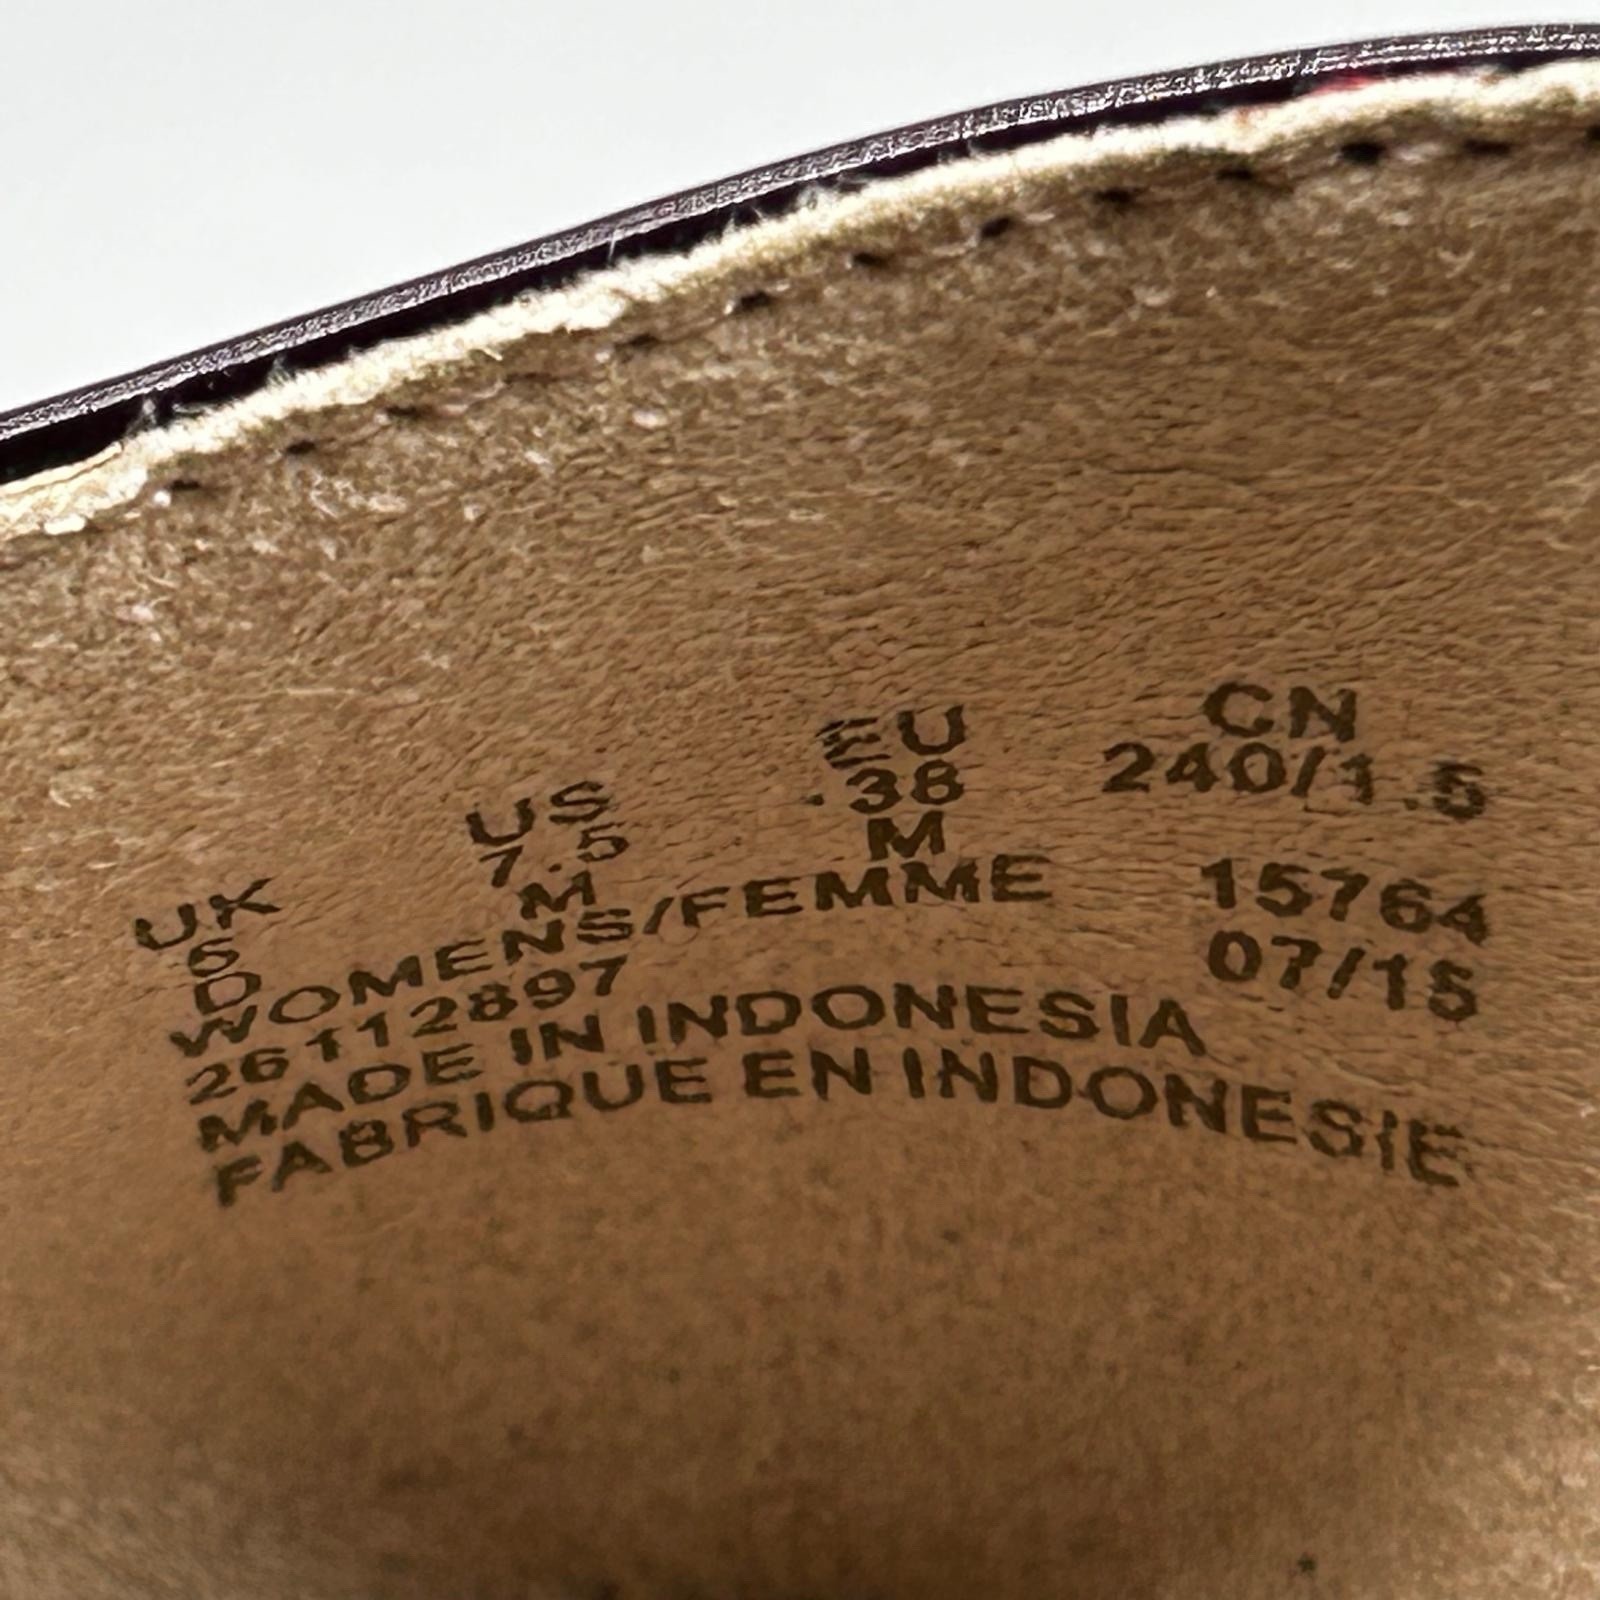 UK US EU CN
5 7.5 38 240/1.5
D M M
WOMENS/FEMME 15764
26112897 07/15
MADE IN INDONESIA
FABRIQUE EN INDONESIE